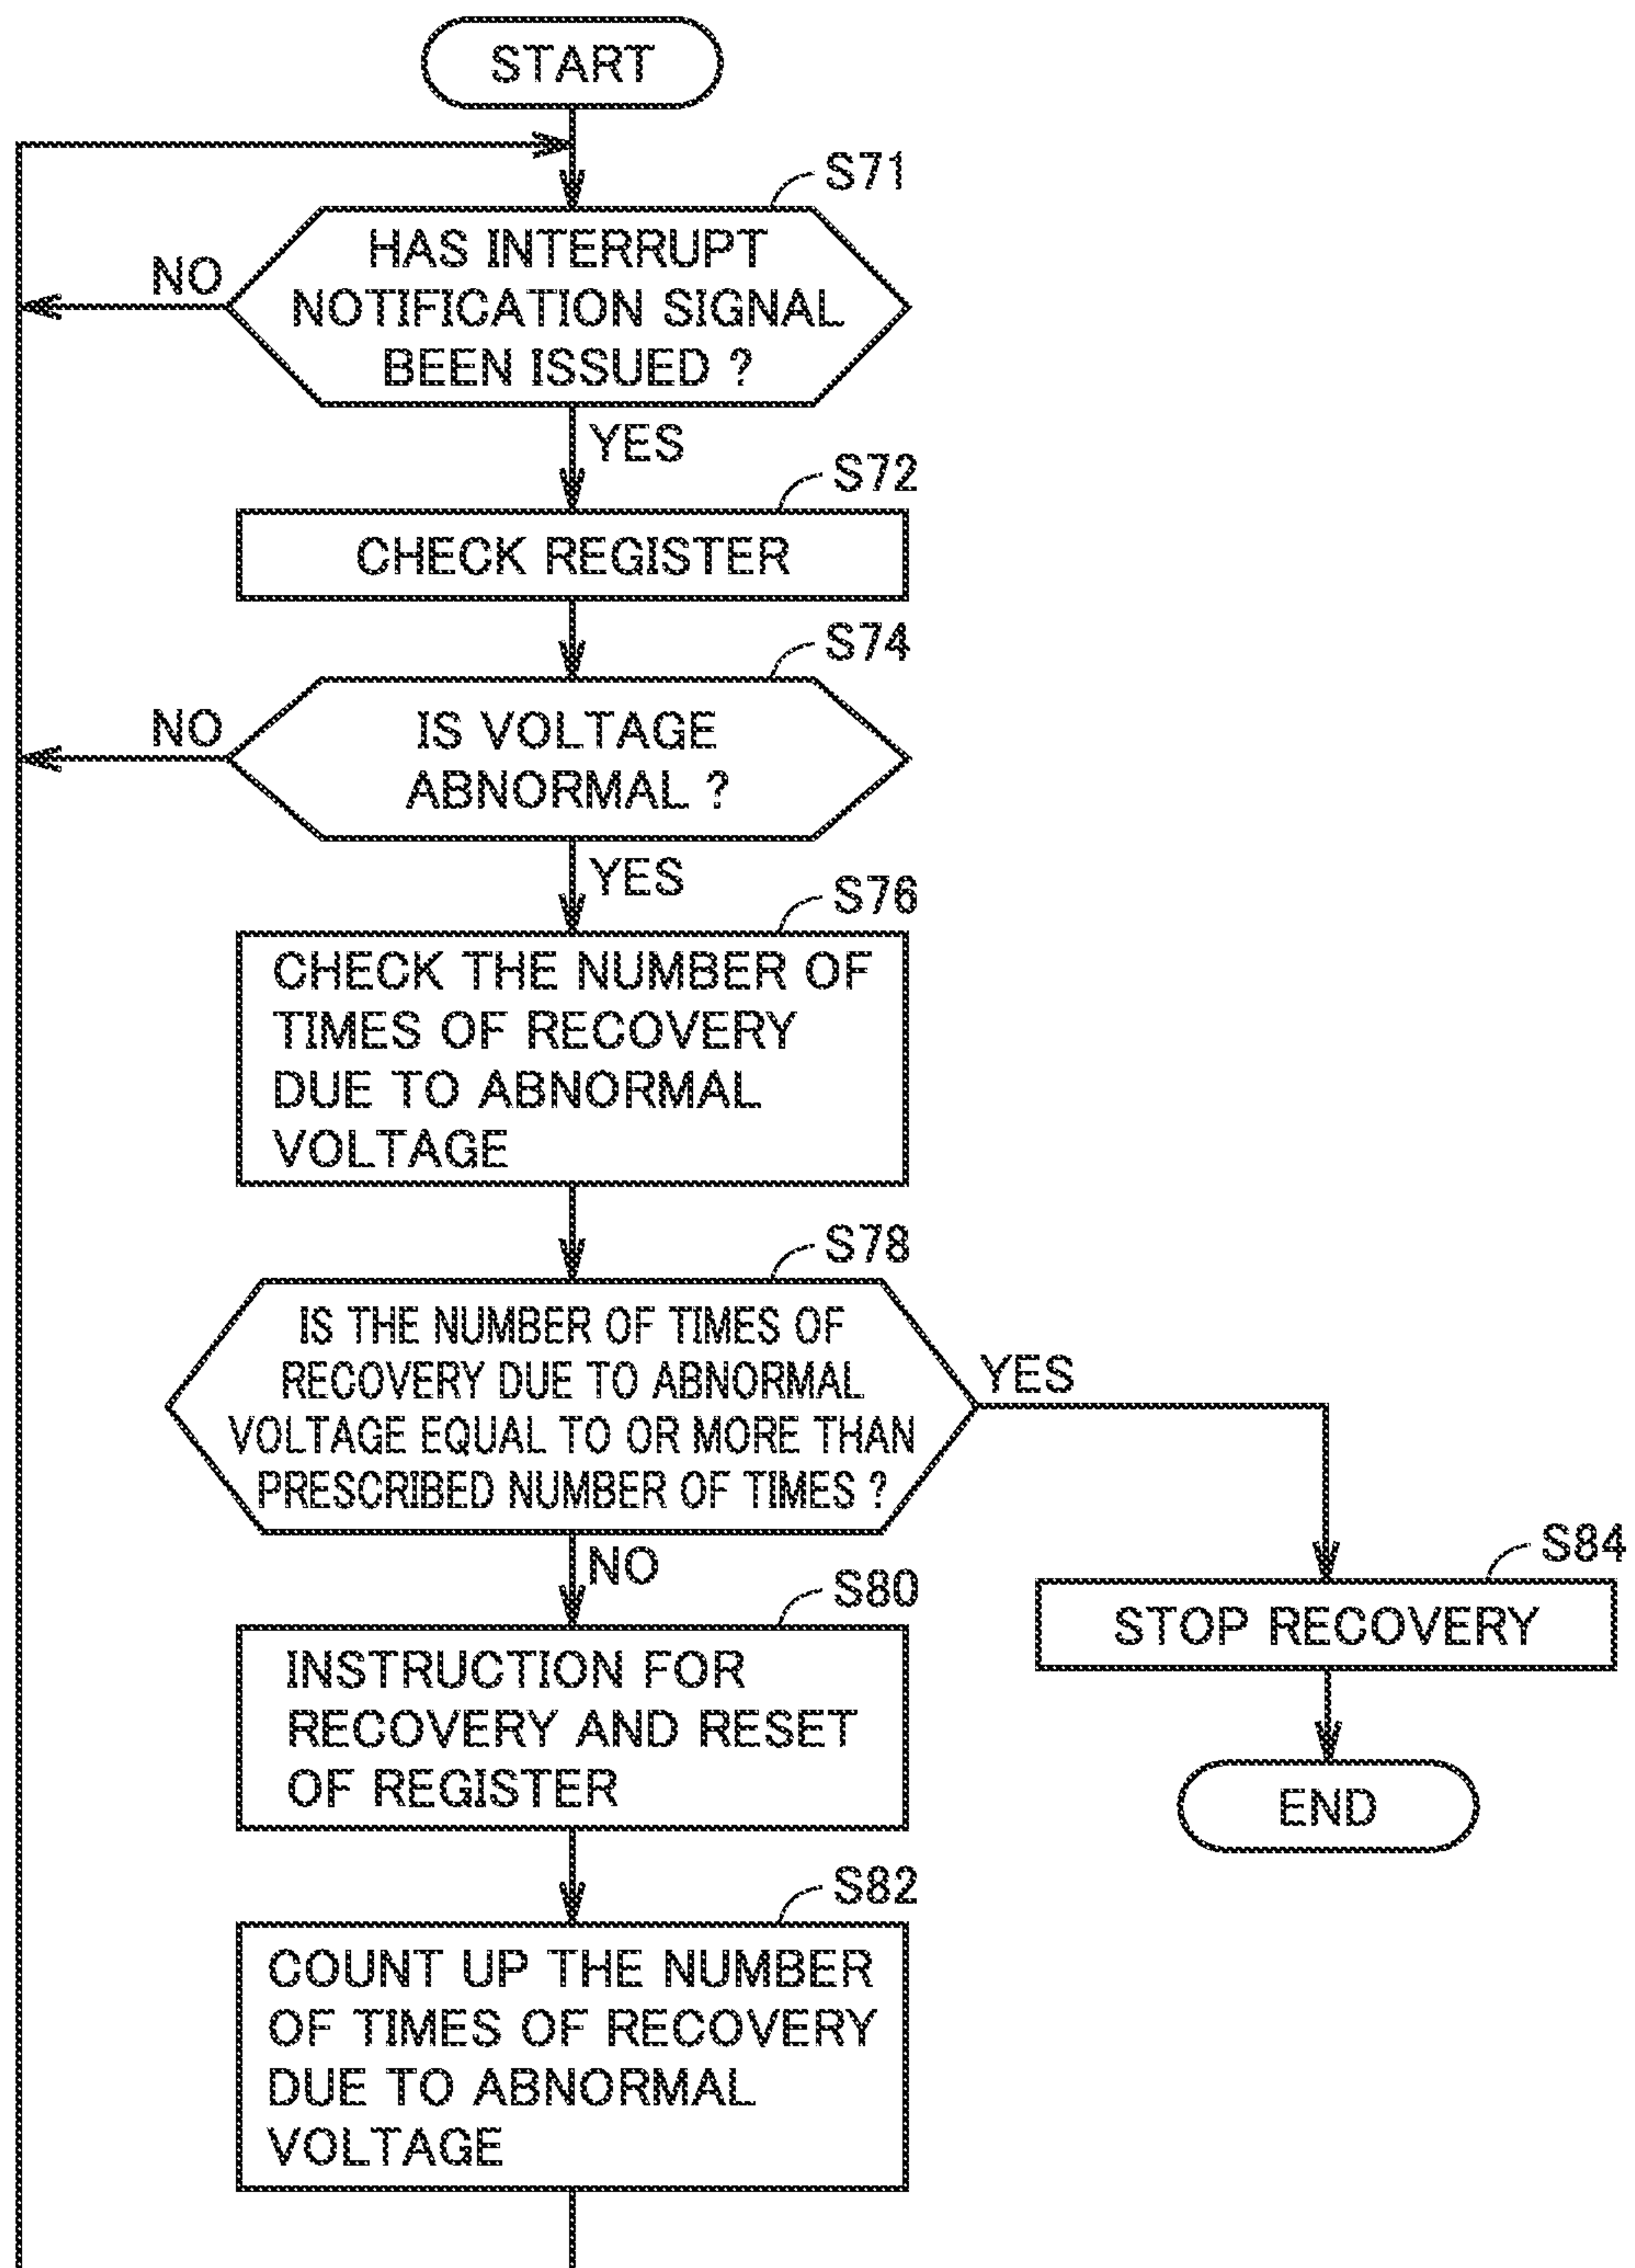 START
S71
HAS INTERRUPT
NOTIFICATION SIGNAL
BEEN ISSUED ?
NO
YES
S72
CHECK REGISTER
S74
IS VOLTAGE
ABNORMAL ?
NO
YES
S76
CHECK THE NUMBER OF
TIMES OF RECOVERY
DUE TO ABNORMAL
VOLTAGE
S78
IS THE NUMBER OF TIMES OF
RECOVERY DUE TO ABNORMAL
VOLTAGE EQUAL TO OR MORE THAN
PRESCRIBED NUMBER OF TIMES ?
YES
NO
S80
INSTRUCTION FOR
RECOVERY AND RESET
OF REGISTER
S84
STOP RECOVERY
END
S82
COUNT UP THE NUMBER
OF TIMES OF RECOVERY
DUE TO ABNORMAL
VOLTAGE